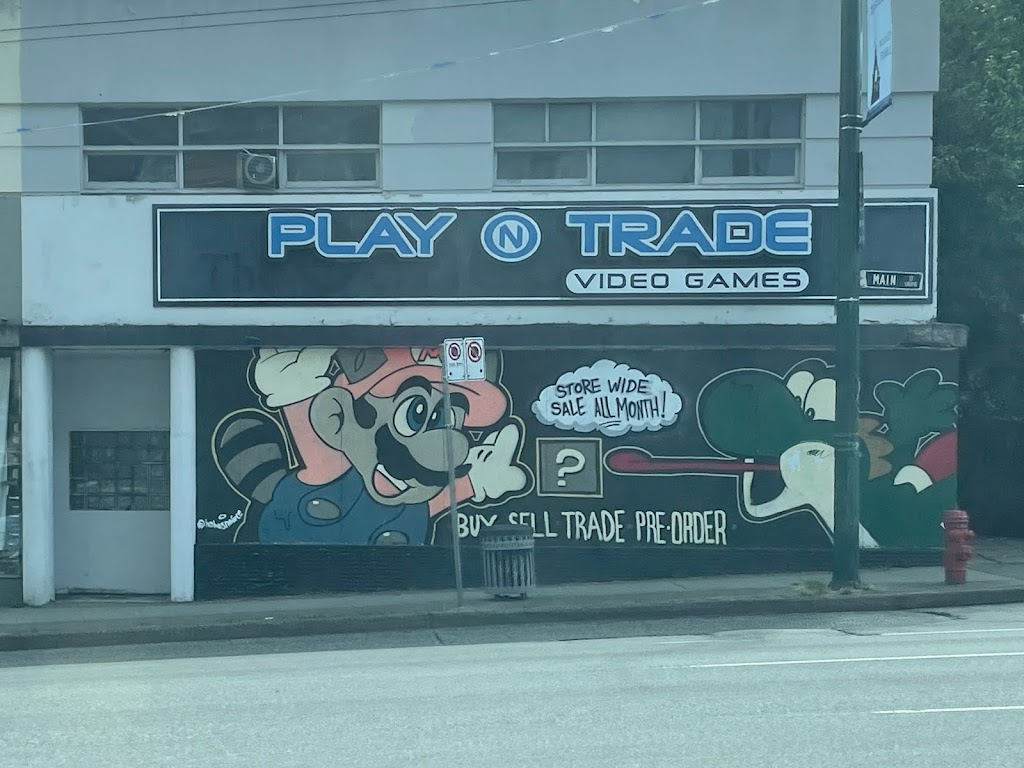 PLAY N TRADE
VIDEO GAMES
MAIN
STORE WIDE
SALE ALL MONTH!
?
BUY SELL TRADE PRE-ORDER